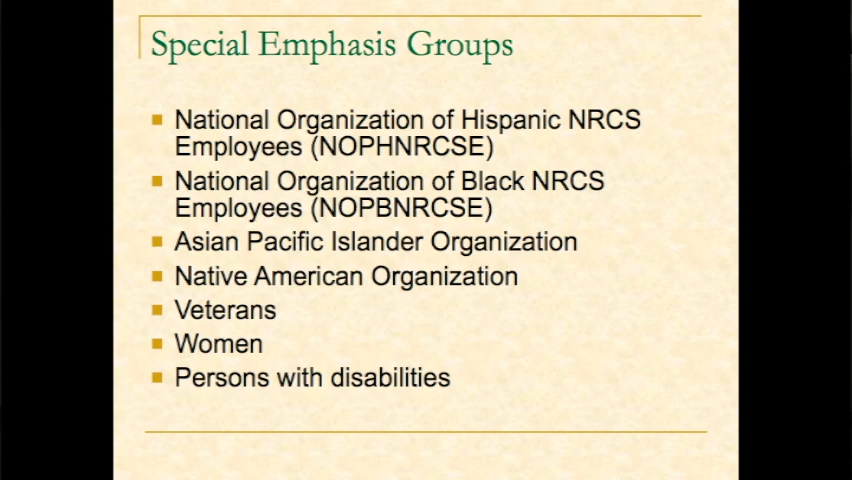 Special Emphasis Groups
National Organization of Hispanic NRCS
Employees (NOPHNRCSE)
National Organization of Black NRCS
Employees (NOPBNRCSE)
Asian Pacific Islander Organization
Native American Organization
Veterans
Women
Persons with disabilities